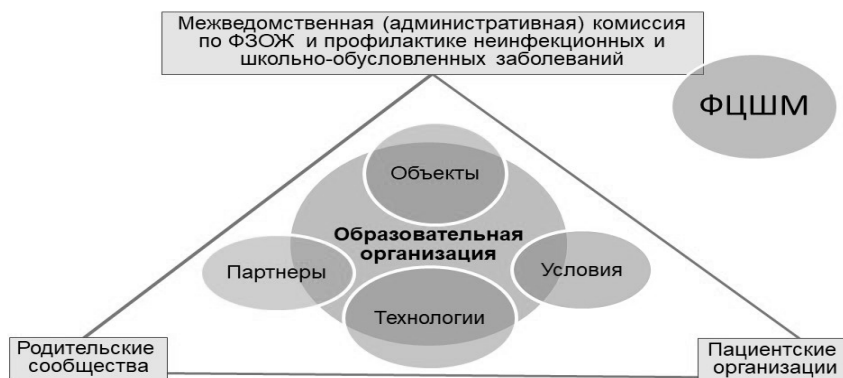 Межведомственная (административная) комиссия
по ФЗОЖ и профилактике неинфекционных и
школьно-обусловленных заболеваний
ФЦШМ
Объекты
Образовательная
организация
Партнеры
Условия
Технологии
Родительские
сообщества
Пациентские
организации